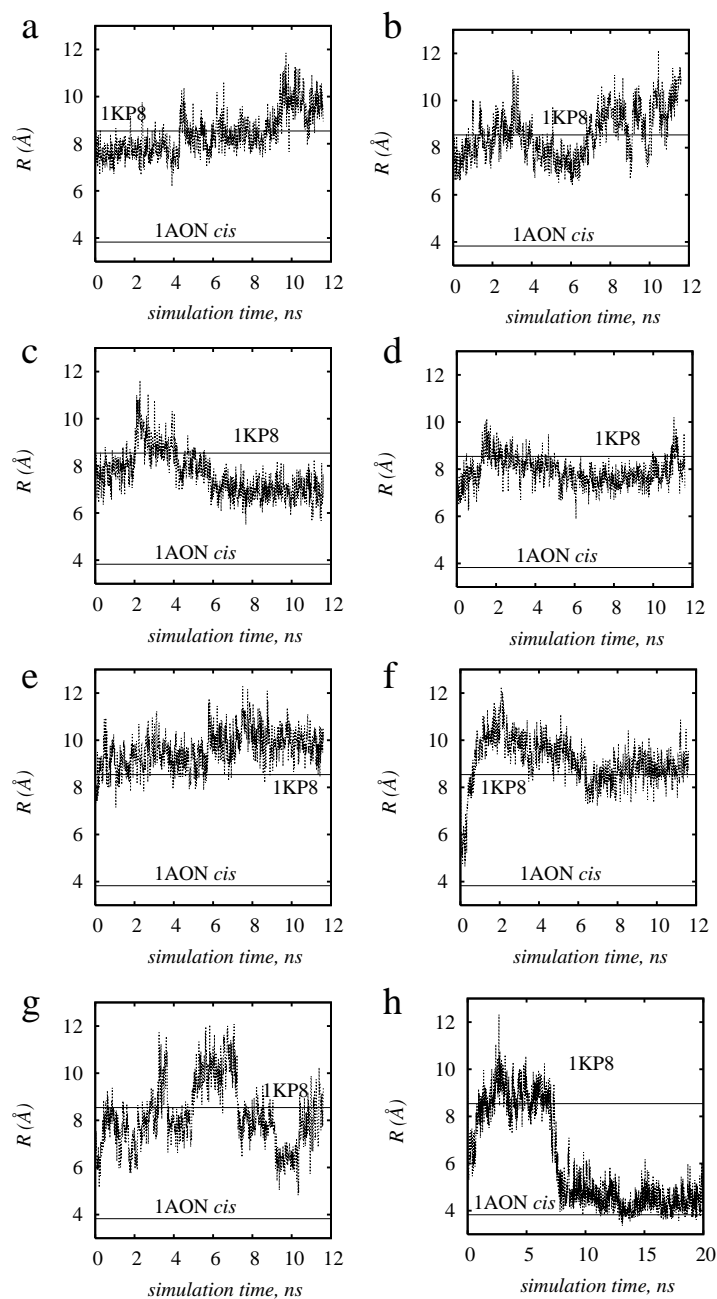 a
12
10
8
6
4
R (Å)
1KP8
1AON cis
0 2 4 6 8 10 12
simulation time, ns
b
12
10
8
6
4
R (Å)
1KP8
1AON cis
0 2 4 6 8 10 12
simulation time, ns
c
12
10
8
6
4
R (Å)
1KP8
1AON cis
0 2 4 6 8 10 12
simulation time, ns
d
12
10
8
6
4
R (Å)
1KP8
1AON cis
0 2 4 6 8 10 12
simulation time, ns
e
12
10
8
6
4
R (Å)
1KP8
1AON cis
0 2 4 6 8 10 12
simulation time, ns
f
12
10
8
6
4
R (Å)
1KP8
1AON cis
0 2 4 6 8 10 12
simulation time, ns
g
12
10
8
6
4
R (Å)
1KP8
1AON cis
0 2 4 6 8 10 12
simulation time, ns
h
12
10
8
6
4
R (Å)
1KP8
1AON cis
0 5 10 15 20
simulation time, ns